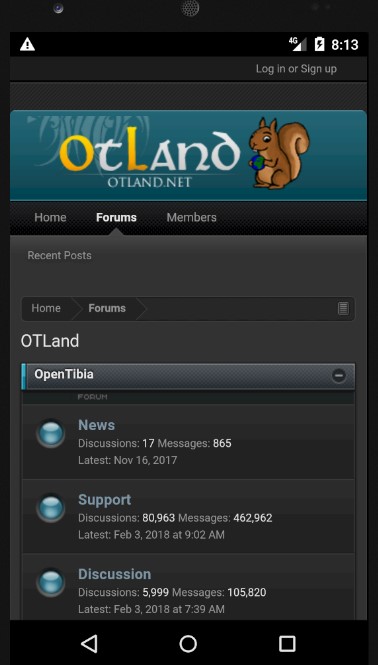 4G 8:13
Log in or Sign up
OtLand
OTLAND.NET
Home Forums Members
Recent Posts
Home Forums
OTLand
OpenTibia
FORUM
News
Discussions: 17 Messages: 865
Latest: Nov 16, 2017
Support
Discussions: 80,963 Messages: 462,962
Latest: Feb 3, 2018 at 9:02 AM
Discussion
Discussions: 5,999 Messages: 105,820
Latest: Feb 3, 2018 at 7:39 AM